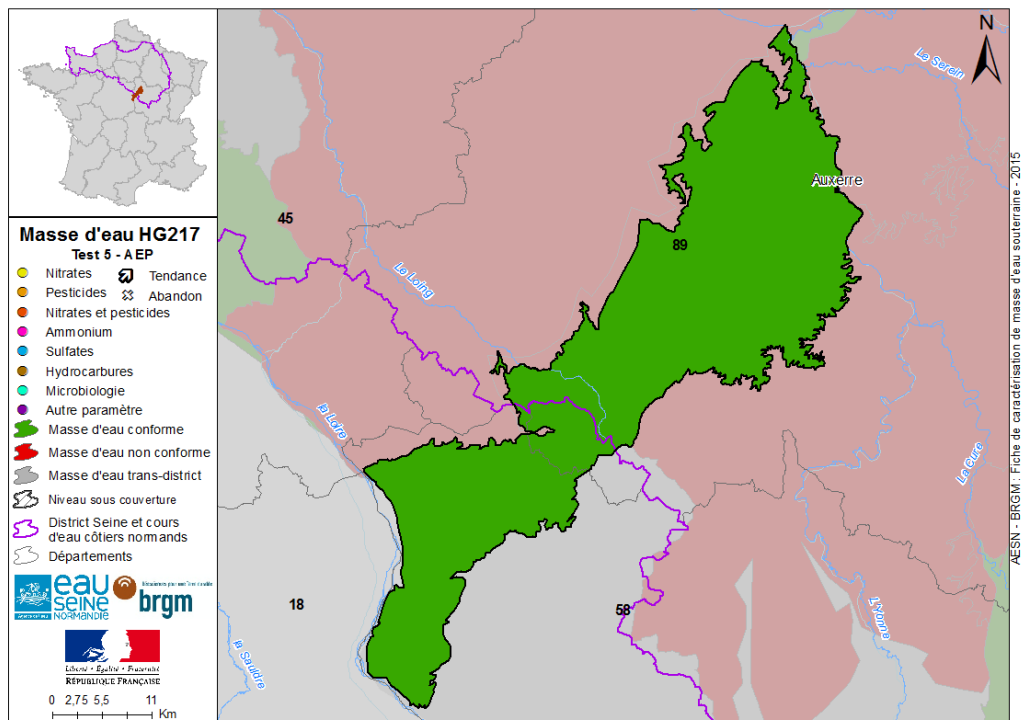 Masse d'eau HG217
Test 5 - AEP
Nitrates
Tendance
Pesticides
Abandon
Nitrates et pesticides
Ammonium
Sulfates
Hydrocarbures
Microbiologie
Autre paramètre
Masse d'eau conforme
Masse d'eau non conforme
Masse d'eau trans-district
Niveau sous couverture
District Seine et cours
d'eau côtiers normands
Départements
eau
SEINE
NORMANDIE
brgm
Liberté • Égalité • Fraternité
RÉPUBLIQUE FRANÇAISE
0 2,75 5,5 11
Km
N
Le Serein
Auxerre
45
89
Le Loing
la Loire
La Cure
18
58
L'Yonne
la Sauldre
AESN - BRGM : Fiche de caractérisation de masse d'eau souterraine - 2015